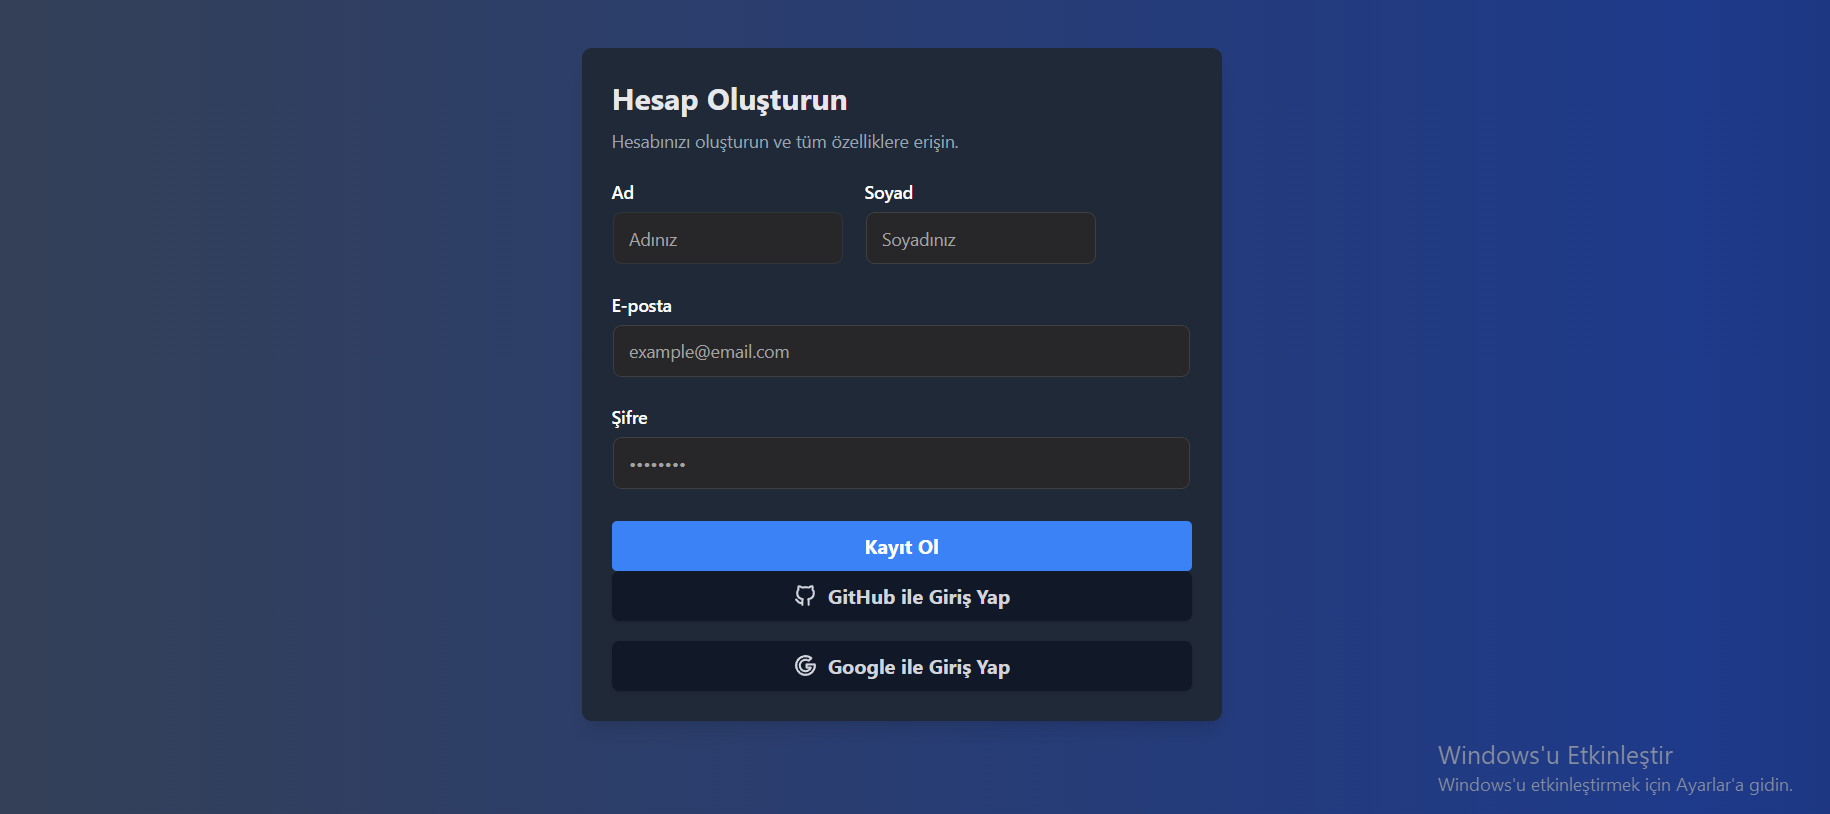 Hesap Oluşturun
Hesabınızı oluşturun ve tüm özelliklere erişin.
Ad Soyad
Adınız Soyadınız
E-posta
example@email.com
Şifre
••••••••
Kayıt Ol
GitHub ile Giriş Yap
Google ile Giriş Yap
Windows'u Etkinleştir
Windows'u etkinleştirmek için Ayarlar'a gidin.